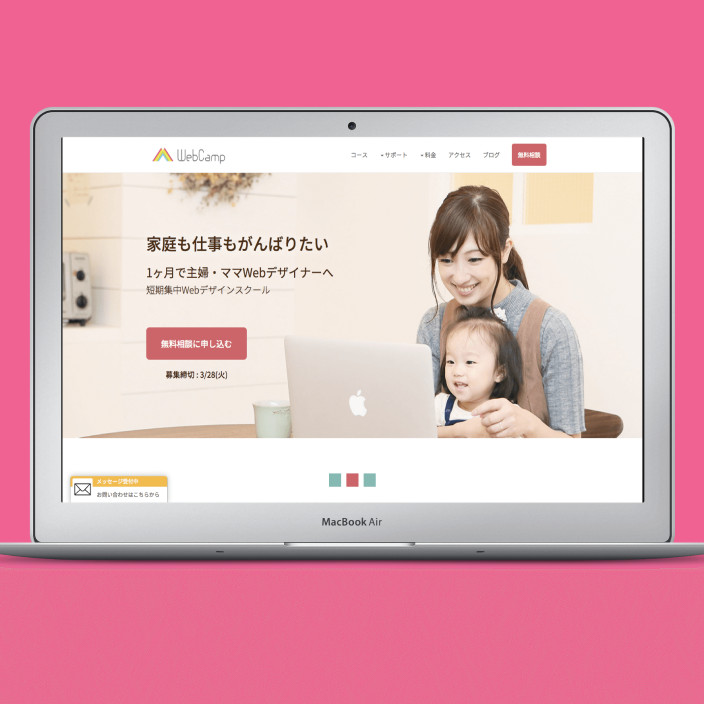 WebCamp
コース
サポート
料金
アクセス
ブログ
無料相談
家庭も仕事もがんばりたい
1ヶ月で主婦・ママWebデザイナーへ
短期集中Webデザインスクール
無料相談に申し込む
募集締切 : 3/28(火)
メッセージ受付中
お問い合わせはこちらから
MacBook Air